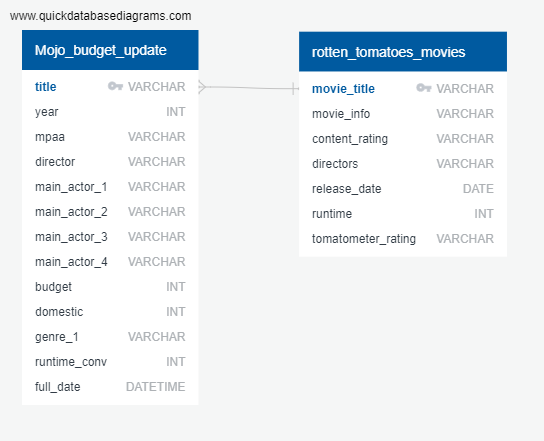 www.quickdatabasediagrams.com
Mojo_budget_update
title VARCHAR
year INT
mpaa VARCHAR
director VARCHAR
main_actor_1 VARCHAR
main_actor_2 VARCHAR
main_actor_3 VARCHAR
main_actor_4 VARCHAR
budget INT
domestic INT
genre_1 VARCHAR
runtime_conv INT
full_date DATETIME
rotten_tomatoes_movies
movie_title VARCHAR
movie_info VARCHAR
content_rating VARCHAR
directors VARCHAR
release_date DATE
runtime INT
tomatometer_rating VARCHAR